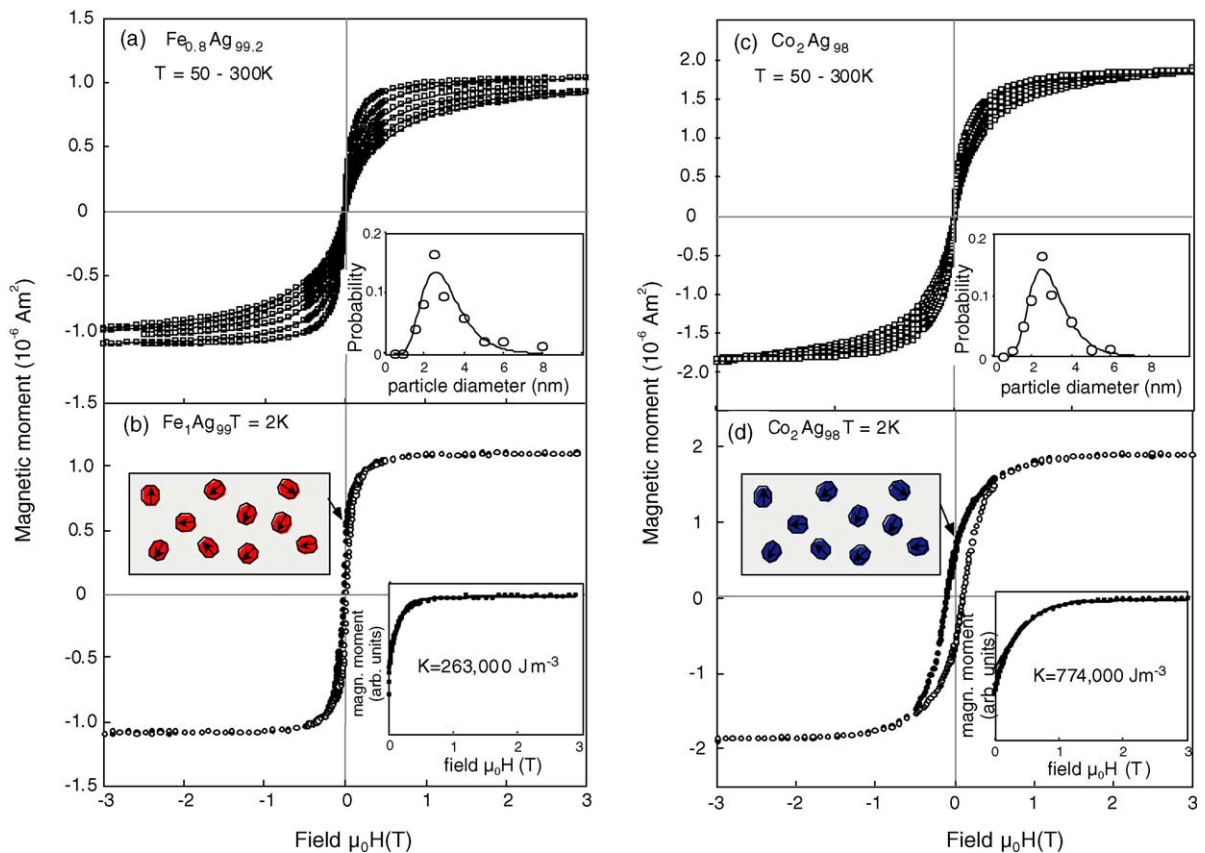 (a) Fe0.8Ag99.2
T = 50 - 300K
1.5
1.0
0.5
0
-0.5
-1.0
-1.5
Probability
0.2
0.1
0
0 2 4 6 8
particle diameter (nm)
(b) Fe1Ag99T = 2K
1.0
0.5
0
-0.5
-1.0
-1.5
magn. moment
(arb. units)
K=263,000 Jm-3
0 1 2 3
field μ0H (T)
-3 -2 -1 0 1 2 3
Field μ0H(T)
Magnetic moment (10-6 Am2)
(c) Co2Ag98
T = 50 - 300K
2.0
1.5
1.0
0.5
0
-0.5
-1.0
-1.5
-2.0
Probability
0.2
0.1
0
0 2 4 6 8
particle diameter (nm)
(d) Co2Ag98T = 2K
2
1
0
-1
-2
magn. moment
(arb. units)
K=774,000 Jm-3
0 1 2 3
field μ0H (T)
-3 -2 -1 0 1 2 3
Field μ0H(T)
Magnetic moment (10-6 Am2)